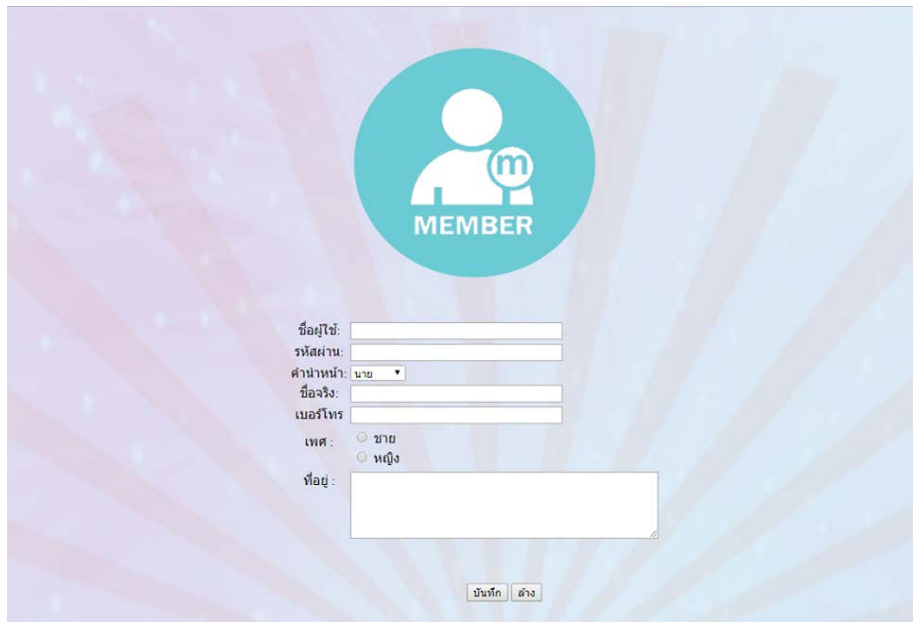 m
MEMBER
ชื่อผู้ใช้:
รหัสผ่าน:
คำนำหน้า: นาย
ชื่อจริง:
เบอร์โทร
เพศ : ชาย
หญิง
ที่อยู่ :
บันทึก ล้าง